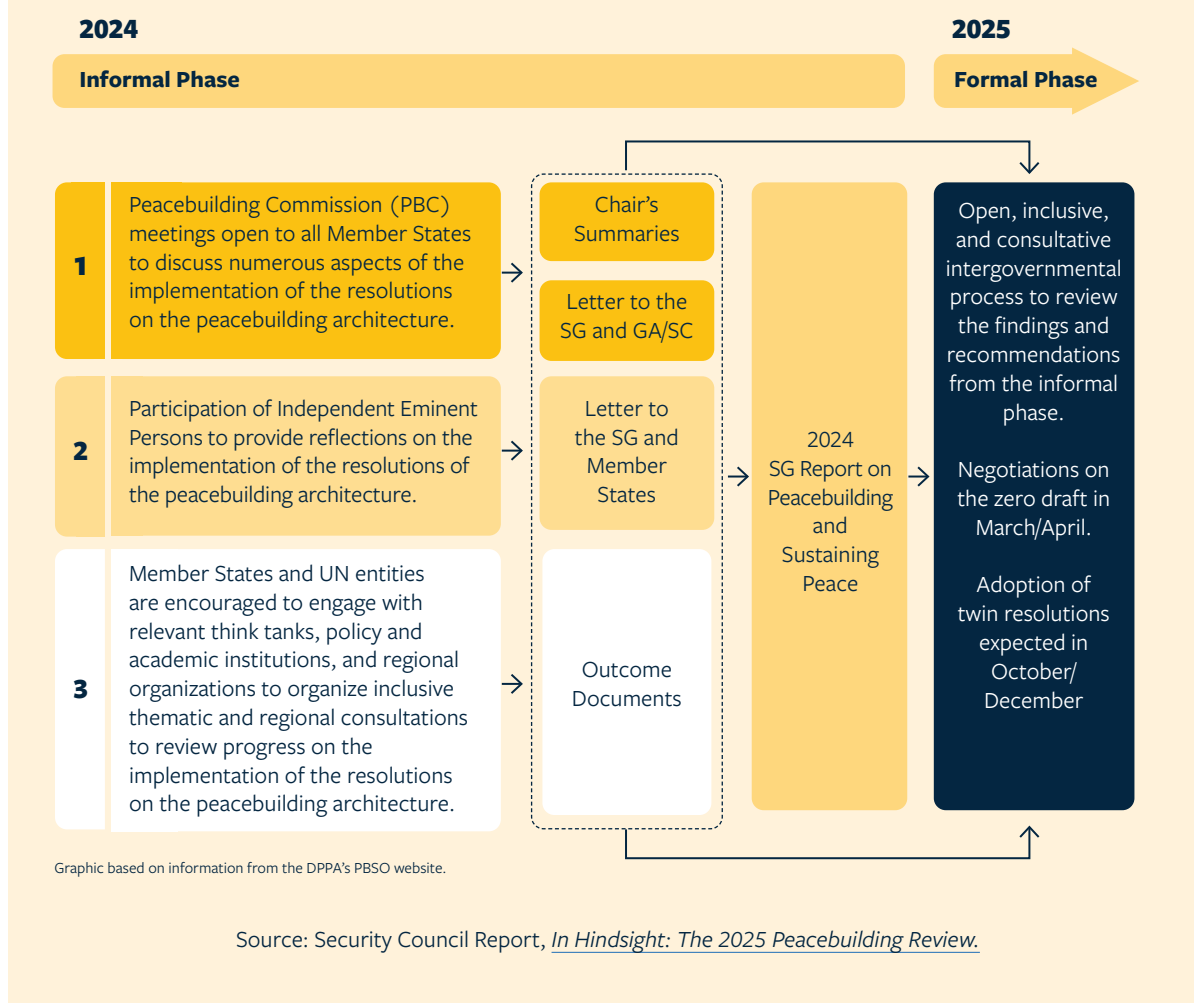 2024
2025
Informal Phase
Formal Phase
1
Peacebuilding Commission (PBC)
meetings open to all Member States
to discuss numerous aspects of the
implementation of the resolutions
on the peacebuilding architecture.
Chair’s
Summaries
Letter to the
SG and GA/SC
2
Participation of Independent Eminent
Persons to provide reflections on the
implementation of the resolutions of
the peacebuilding architecture.
Letter to
the SG and
Member
States
3
Member States and UN entities
are encouraged to engage with
relevant think tanks, policy and
academic institutions, and regional
organizations to organize inclusive
thematic and regional consultations
to review progress on the
implementation of the resolutions
on the peacebuilding architecture.
Outcome
Documents
2024
SG Report on
Peacebuilding
and
Sustaining
Peace
Open, inclusive,
and consultative
intergovernmental
process to review
the findings and
recommendations
from the informal
phase.
Negotiations on
the zero draft in
March/April.
Adoption of
twin resolutions
expected in
October/
December
Graphic based on information from the DPPA’s PBSO website.
Source: Security Council Report, In Hindsight: The 2025 Peacebuilding Review.